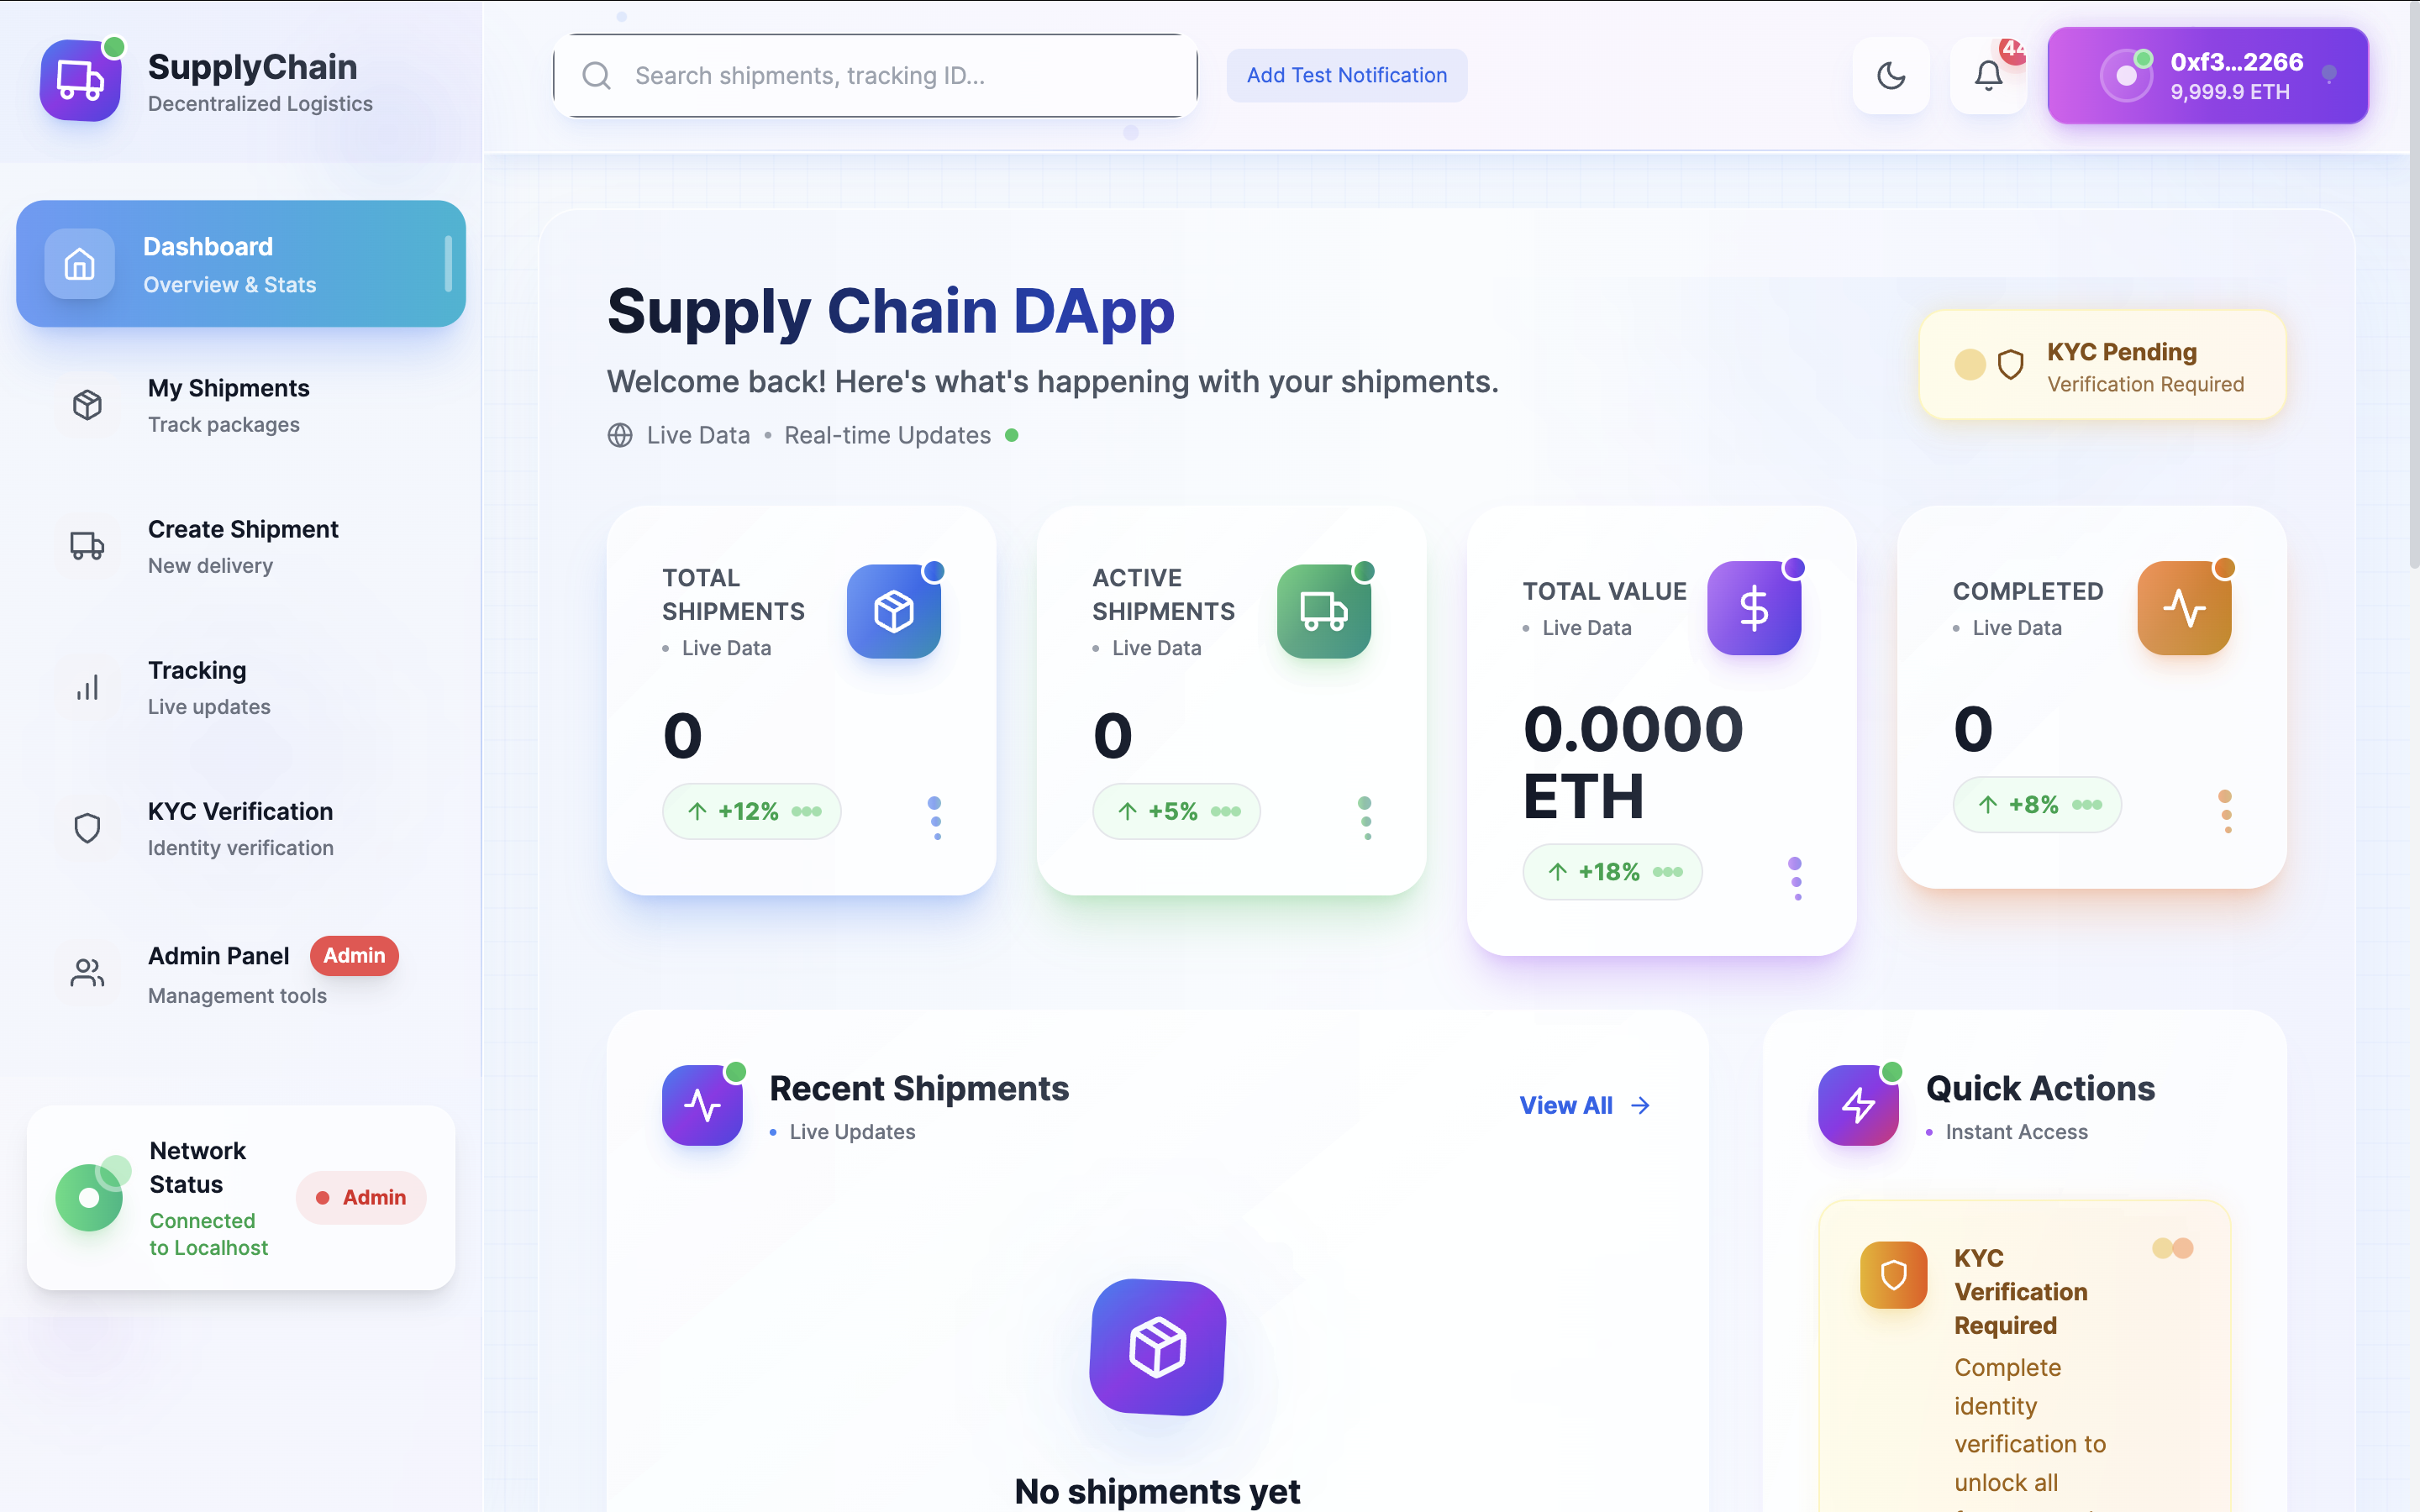 SupplyChain
Decentralized Logistics
Dashboard
Overview & Stats
My Shipments
Track packages
Create Shipment
New delivery
Tracking
Live updates
KYC Verification
Identity verification
Admin Panel Admin
Management tools
Network
Status
Connected
to Localhost
Admin
Search shipments, tracking ID...
Add Test Notification
44
0xf3...2266
9,999.9 ETH
Supply Chain DApp
Welcome back! Here's what's happening with your shipments.
Live Data • Real-time Updates
KYC Pending
Verification Required
TOTAL
SHIPMENTS
• Live Data
0
+12%
ACTIVE
SHIPMENTS
• Live Data
0
+5%
TOTAL VALUE
• Live Data
0.0000
ETH
+18%
COMPLETED
• Live Data
0
+8%
Recent Shipments
• Live Updates
View All →
No shipments yet
Quick Actions
• Instant Access
KYC
Verification
Required
Complete
identity
verification to
unlock all